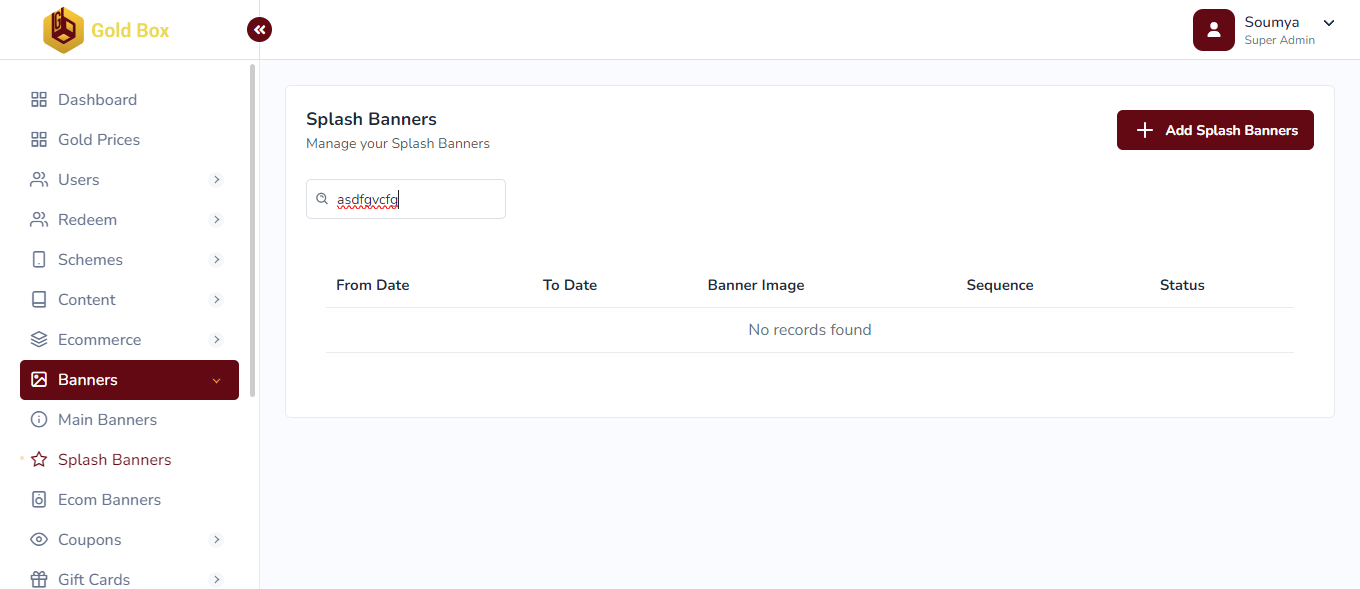 Gold Box
Soumya
Super Admin
Dashboard
Gold Prices
Users
Redeem
Schemes
Content
Ecommerce
Banners
Main Banners
Splash Banners
Ecom Banners
Coupons
Gift Cards
Splash Banners
Manage your Splash Banners
Add Splash Banners
asdfgvcfg
From Date To Date Banner Image Sequence Status
No records found